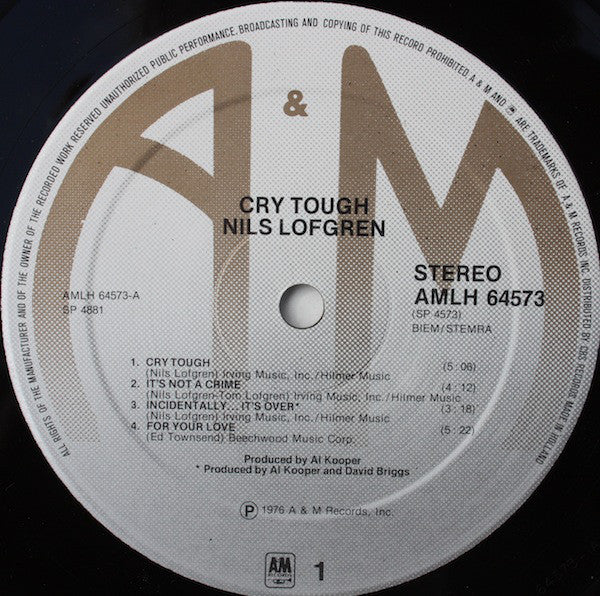 ALL RIGHTS OF THE MANUFACTURER AND OF THE OWNER OF THE RECORDED WORK RESERVED UNAUTHORIZED PUBLIC PERFORMANCE, BROADCASTING AND COPYING OF THIS RECORD PROHIBITED A & M AND ARE TRADEMARKS OF A & M RECORDS INC. DISTRIBUTED BY CBS RECORDS MADE IN HOLLAND
A & M
CRY TOUGH
NILS LOFGREN
STEREO
AMLH 64573
(SP 4573)
BIEM/STEMRA
AMLH 64573-A
SP 4881
1. CRY TOUGH (5:06)
(Nils Lofgren) Irving Music, Inc./Hilmer Music
2. IT'S NOT A CRIME (4:12)
(Nils Lofgren-Tom Lofgren) Irving Music, Inc./Hilmer Music
3. INCIDENTALLY... IT'S OVER* (3:18)
(Nils Lofgren) Irving Music, Inc./Hilmer Music
4. FOR YOUR LOVE (5:22)
(Ed Townsend) Beechwood Music Corp.
Produced by Al Kooper
* Produced by Al Kooper and David Briggs
Ⓟ 1976 A & M Records, Inc.
A&M
RECORDS
1